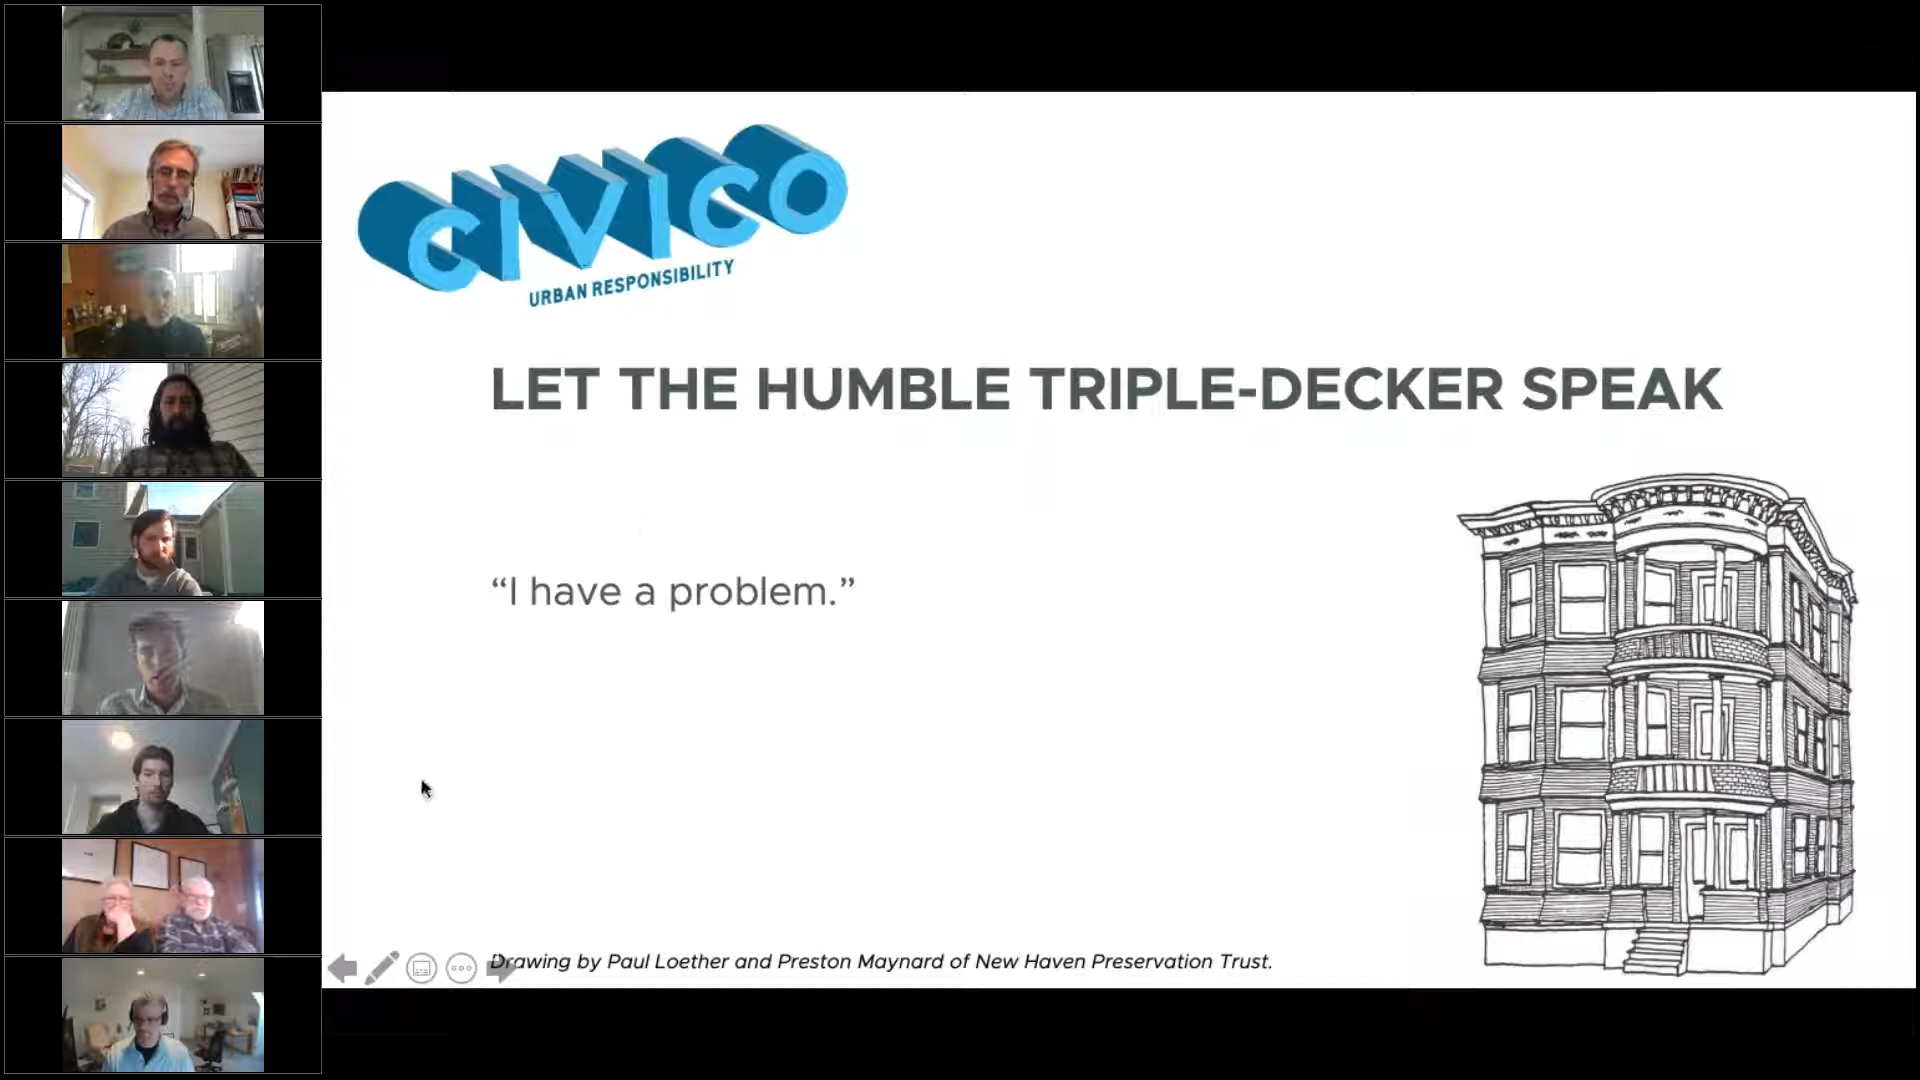 CIVICO
URBAN RESPONSIBILITY
LET THE HUMBLE TRIPLE-DECKER SPEAK
“I have a problem.”
Drawing by Paul Loether and Preston Maynard of New Haven Preservation Trust.